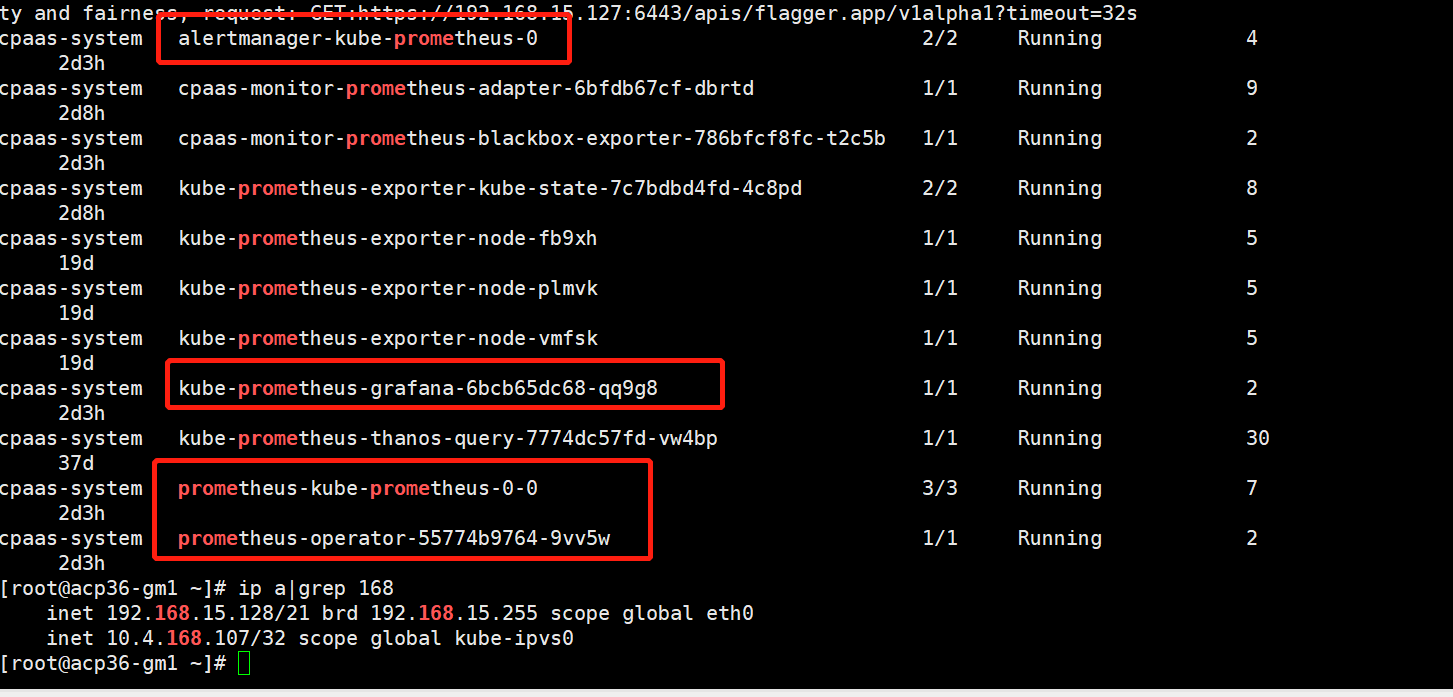 ty and fairness, request: GET:https://192.168.15.127:6443/apis/flagger.app/v1alpha1?timeout=32s
cpaas-system   alertmanager-kube-prometheus-0   2/2   Running   4
2d3h
cpaas-system   cpaas-monitor-prometheus-adapter-6bfdb67cf-dbrtd   1/1   Running   9
2d8h
cpaas-system   cpaas-monitor-prometheus-blackbox-exporter-786bfcf8fc-t2c5b   1/1   Running   2
2d3h
cpaas-system   kube-prometheus-exporter-kube-state-7c7bdbd4fd-4c8pd   2/2   Running   8
2d8h
cpaas-system   kube-prometheus-exporter-node-fb9xh   1/1   Running   5
19d
cpaas-system   kube-prometheus-exporter-node-plmvk   1/1   Running   5
19d
cpaas-system   kube-prometheus-exporter-node-vmfsk   1/1   Running   5
19d
cpaas-system   kube-prometheus-grafana-6bcb65dc68-qq9g8   1/1   Running   2
2d3h
cpaas-system   kube-prometheus-thanos-query-7774dc57fd-vw4bp   1/1   Running   30
37d
cpaas-system   prometheus-kube-prometheus-0-0   3/3   Running   7
2d3h
cpaas-system   prometheus-operator-55774b9764-9vv5w   1/1   Running   2
2d3h
[root@acp36-gm1 ~]# ip a|grep 168
inet 192.168.15.128/21 brd 192.168.15.255 scope global eth0
inet 10.4.168.107/32 scope global kube-ipvs0
[root@acp36-gm1 ~]#